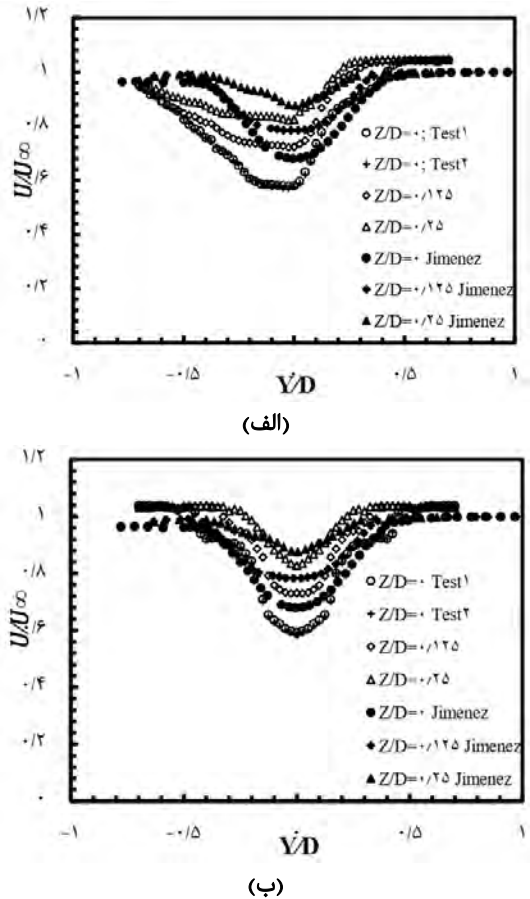 ۱/۲
۱
۰/۸
۰/۶
۰/۴
۰/۲
۰
U/U∞
Z/D=۰; Test۱
Z/D=۰; Test۲
Z/D=۰/۱۲۵
Z/D=۰/۲۵
Z/D=۰ Jimenez
Z/D=۰/۱۲۵ Jimenez
Z/D=۰/۲۵ Jimenez
−۱ −۰/۵ ۰ ۰/۵ ۱
Y/D
(الف)
۱/۲
۱
۰/۸
۰/۶
۰/۴
۰/۲
۰
U/U∞
Z/D=۰ Test۱
Z/D=۰ Test۲
Z/D=۰/۱۲۵
Z/D=۰/۲۵
Z/D=۰ Jimenez
Z/D=۰/۱۲۵ Jimenez
Z/D=۰/۲۵ Jimenez
−۱ −۰/۵ ۰ ۰/۵ ۱
Y/D
(ب)